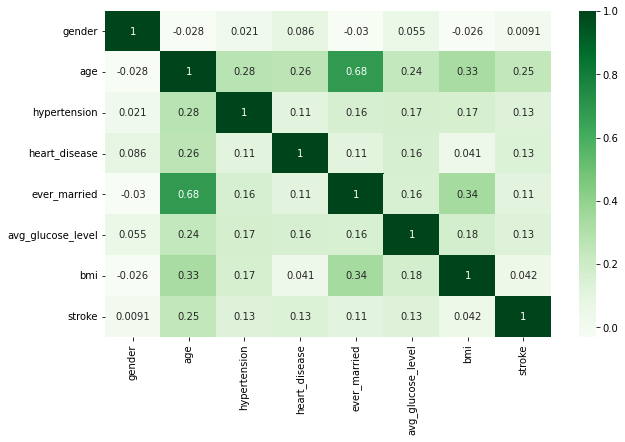 gender 1 -0.028 0.021 0.086 -0.03 0.055 -0.026 0.0091
age -0.028 1 0.28 0.26 0.68 0.24 0.33 0.25
hypertension 0.021 0.28 1 0.11 0.16 0.17 0.17 0.13
heart_disease 0.086 0.26 0.11 1 0.11 0.16 0.041 0.13
ever_married -0.03 0.68 0.16 0.11 1 0.16 0.34 0.11
avg_glucose_level 0.055 0.24 0.17 0.16 0.16 1 0.18 0.13
bmi -0.026 0.33 0.17 0.041 0.34 0.18 1 0.042
stroke 0.0091 0.25 0.13 0.13 0.11 0.13 0.042 1
gender
age
hypertension
heart_disease
ever_married
avg_glucose_level
bmi
stroke
1.0
0.8
0.6
0.4
0.2
0.0